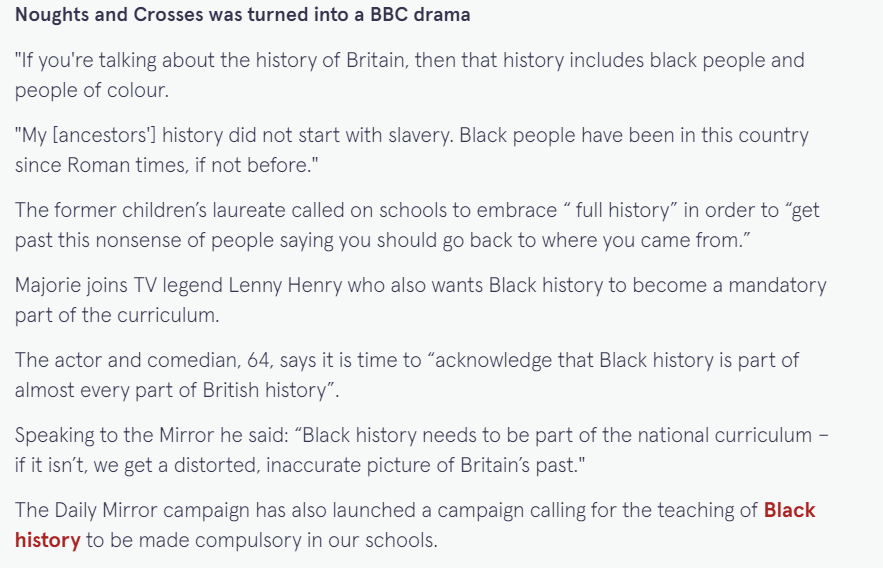 Noughts and Crosses was turned into a BBC drama
"If you're talking about the history of Britain, then that history includes black people and
people of colour.
"My [ancestors'] history did not start with slavery. Black people have been in this country
since Roman times, if not before."
The former children’s laureate called on schools to embrace “ full history” in order to “get
past this nonsense of people saying you should go back to where you came from.”
Majorie joins TV legend Lenny Henry who also wants Black history to become a mandatory
part of the curriculum.
The actor and comedian, 64, says it is time to “acknowledge that Black history is part of
almost every part of British history”.
Speaking to the Mirror he said: “Black history needs to be part of the national curriculum –
if it isn’t, we get a distorted, inaccurate picture of Britain’s past."
The Daily Mirror campaign has also launched a campaign calling for the teaching of Black
history to be made compulsory in our schools.